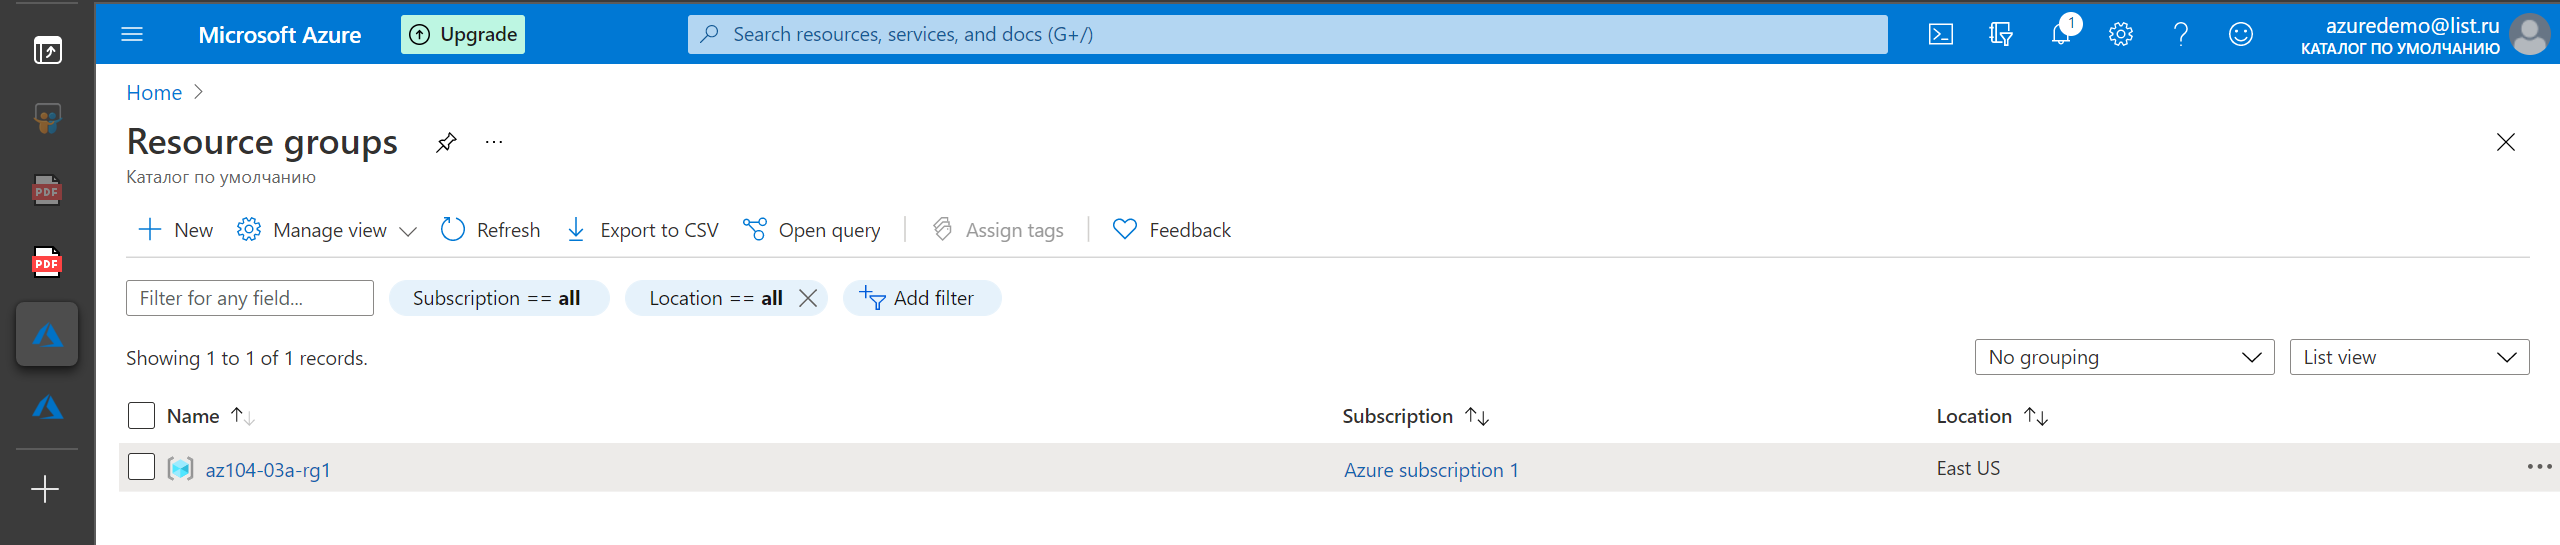 Microsoft Azure
Upgrade
Search resources, services, and docs (G+/)
1
azuredemo@list.ru
КАТАЛОГ ПО УМОЛЧАНИЮ
Home
Resource groups
Каталог по умолчанию
New
Manage view
Refresh
Export to CSV
Open query
Assign tags
Feedback
PDF
PDF
Filter for any field...
Subscription == all
Location == all
Add filter
Showing 1 to 1 of 1 records.
No grouping
List view
Name
Subscription
Location
az104-03a-rg1
Azure subscription 1
East US